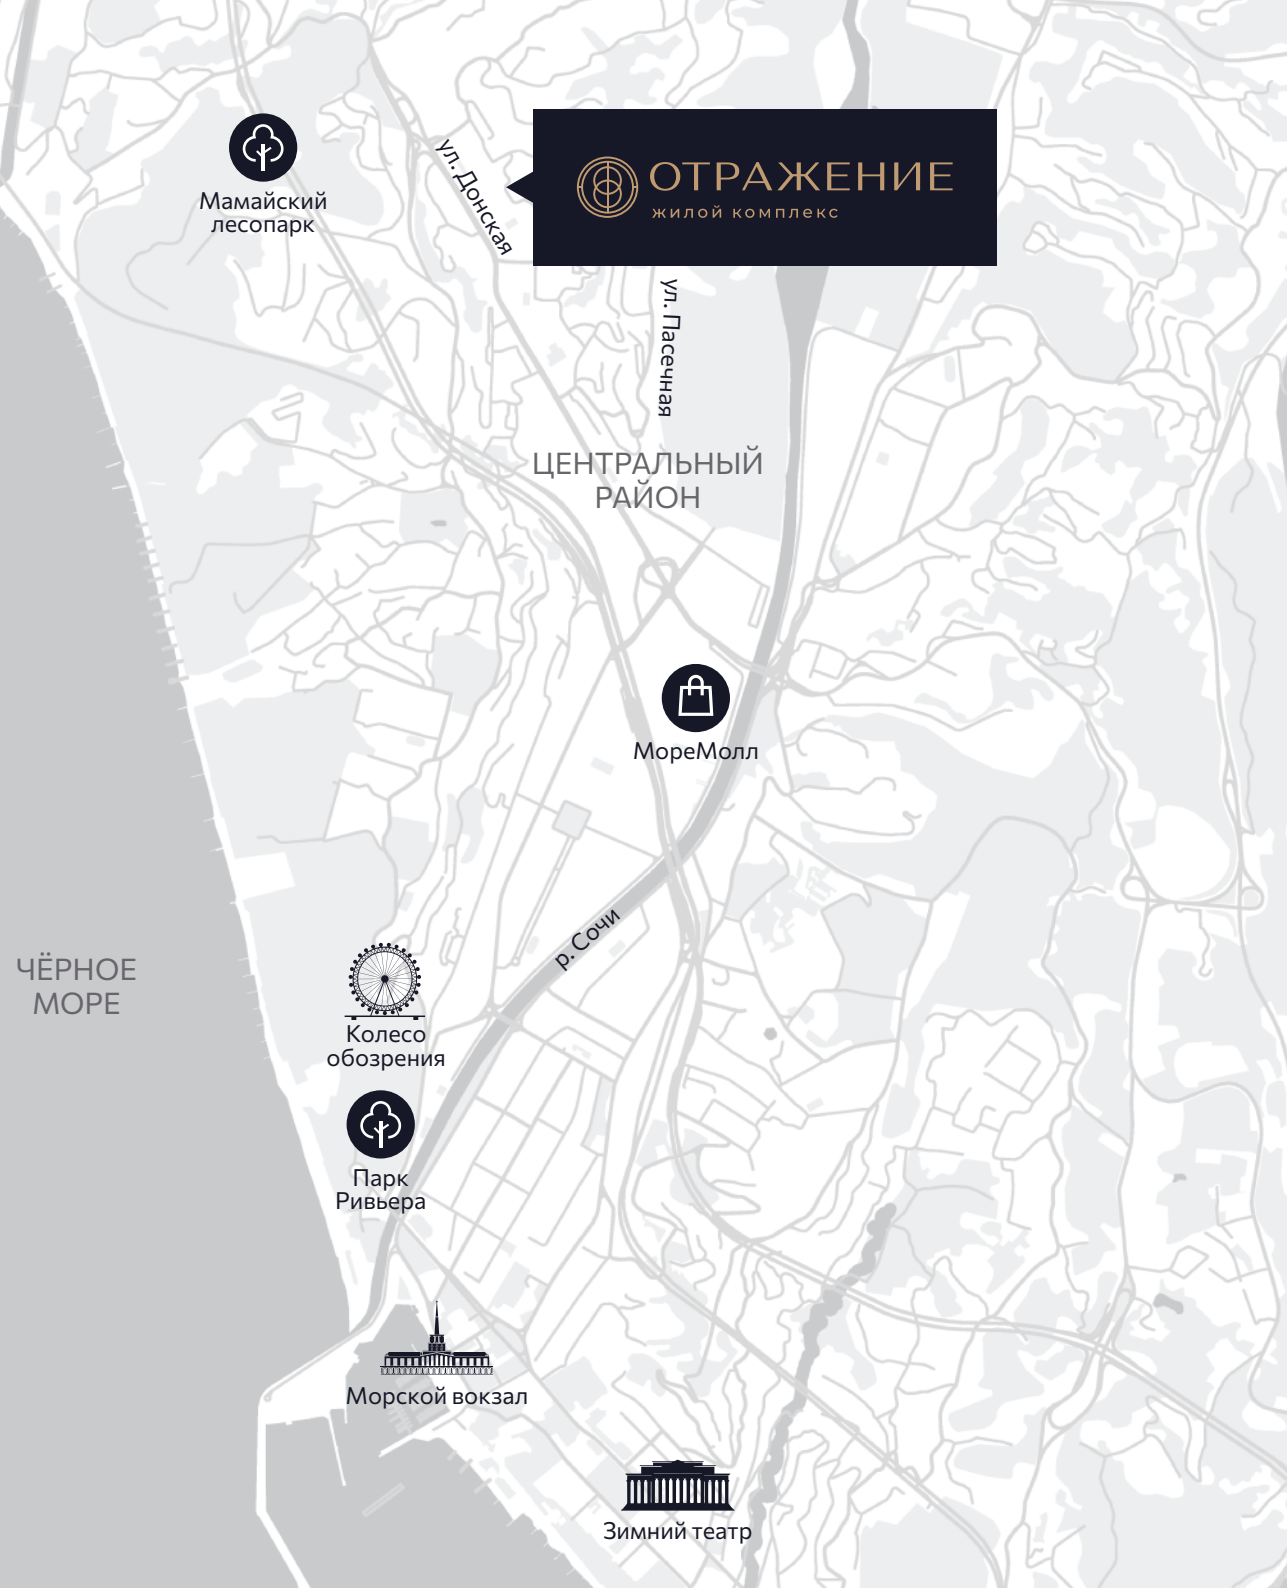 ОТРАЖЕНИЕ
жилой комплекс
ул. Донская
Мамайский
лесопарк
ул. Пасечная
ЦЕНТРАЛЬНЫЙ
РАЙОН
МореМолл
р. Сочи
ЧЁРНОЕ
МОРЕ
Колесо
обозрения
Парк
Ривьера
Морской вокзал
Зимний театр